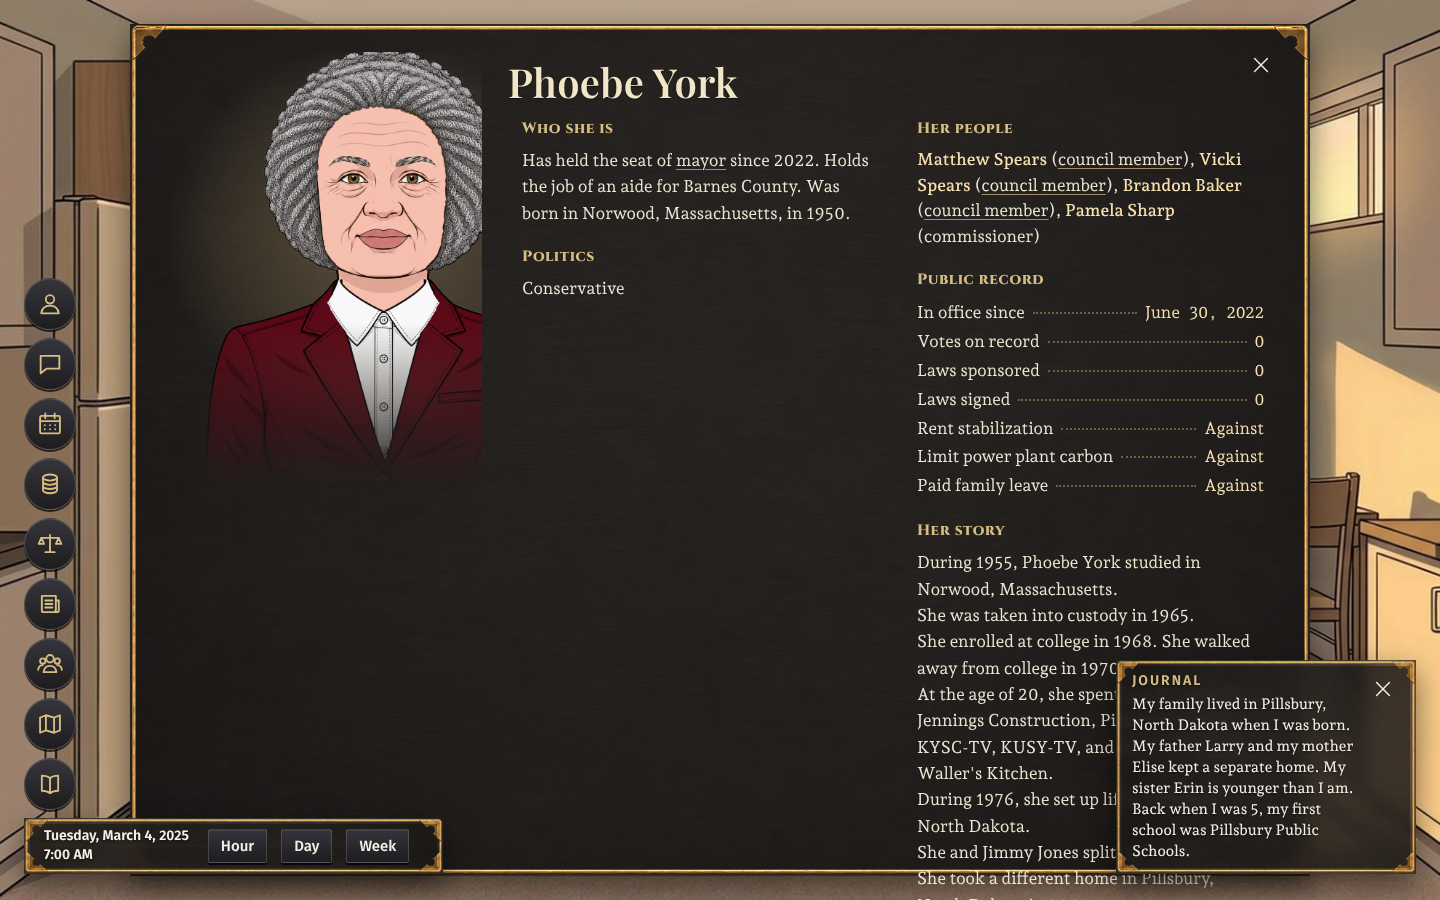 Phoebe York
WHO SHE IS
Has held the seat of mayor since 2022. Holds
the job of an aide for Barnes County. Was
born in Norwood, Massachusetts, in 1950.
POLITICS
Conservative
HER PEOPLE
Matthew Spears (council member), Vicki
Spears (council member), Brandon Baker
(council member), Pamela Sharp
(commissioner)
PUBLIC RECORD
In office since June 30, 2022
Votes on record 0
Laws sponsored 0
Laws signed 0
Rent stabilization Against
Limit power plant carbon Against
Paid family leave Against
HER STORY
During 1955, Phoebe York studied in
Norwood, Massachusetts.
She was taken into custody in 1965.
She enrolled at college in 1968. She walked
away from college in 1970
At the age of 20, she spent
Jennings Construction,
KYSC-TV, KUSY-TV, and
Waller's Kitchen.
During 1976, she set up
North Dakota.
She and Jimmy Jones split
She took a different home in Pillsbury,
JOURNAL
My family lived in Pillsbury,
North Dakota when I was born.
My father Larry and my mother
Elise kept a separate home. My
sister Erin is younger than I am.
Back when I was 5, my first
school was Pillsbury Public
Schools.
Tuesday, March 4, 2025
7:00 AM
Hour
Day
Week